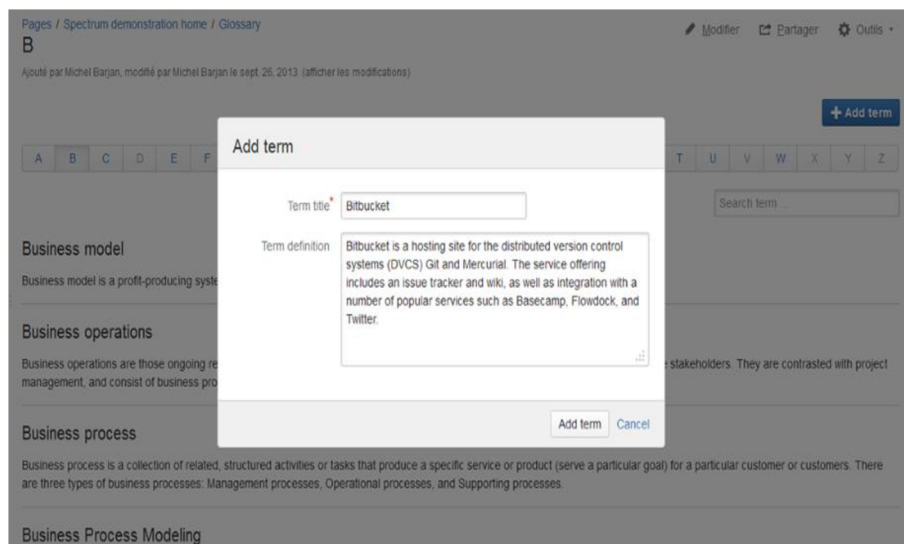 Pages / Spectrum demonstration home / Glossary
Modifier Partager Outils
B
Ajouté par Michel Barjan, modifié par Michel Barjan le sept. 26, 2013 (afficher les modifications)
+ Add term
Add term
A B C D E F T U V W X Y Z
Term title* Bitbucket
Search term ...
Term definition Bitbucket is a hosting site for the distributed version control
systems (DVCS) Git and Mercurial. The service offering
includes an issue tracker and wiki, as well as integration with a
number of popular services such as Basecamp, Flowdock, and
Twitter.
Business model
Business model is a profit-producing syste
Business operations
Business operations are those ongoing re stakeholders. They are contrasted with project
management, and consist of business pro
Add term Cancel
Business process
Business process is a collection of related, structured activities or tasks that produce a specific service or product (serve a particular goal) for a particular customer or customers. There
are three types of business processes: Management processes, Operational processes, and Supporting processes.
Business Process Modeling